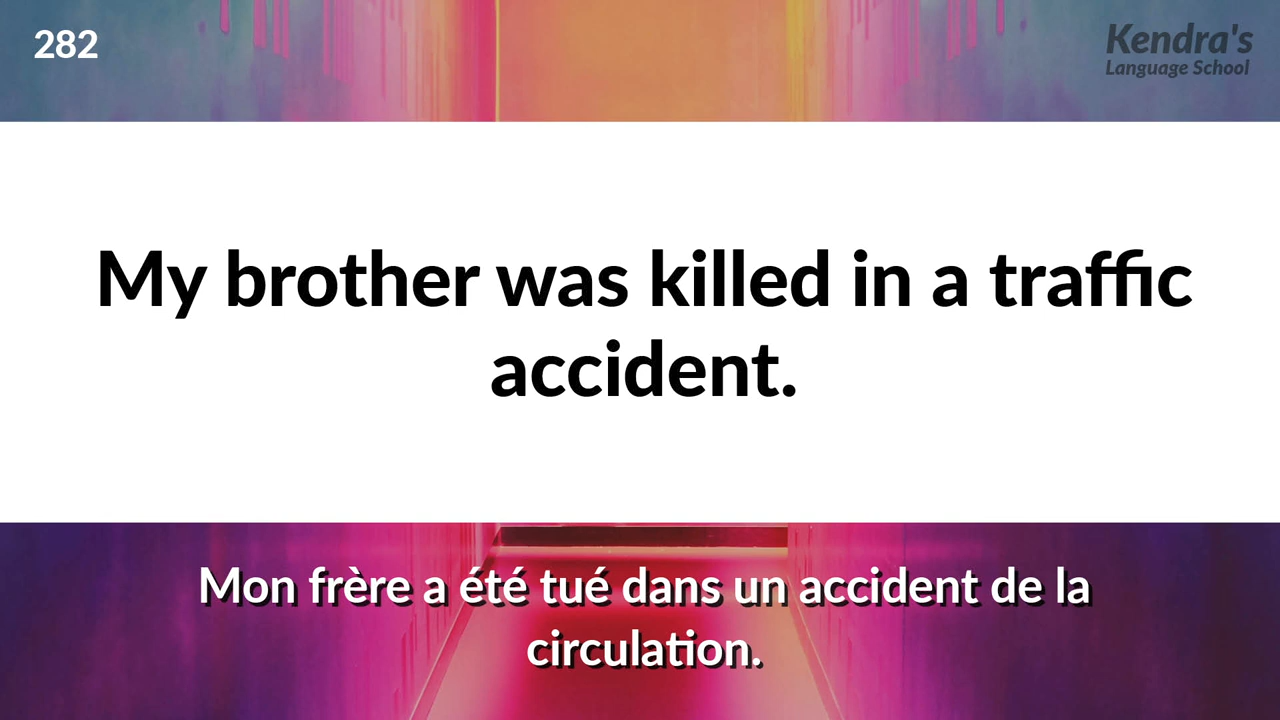 282
Kendra's
Language School
My brother was killed in a traffic
accident.
Mon frère a été tué dans un accident de la
circulation.